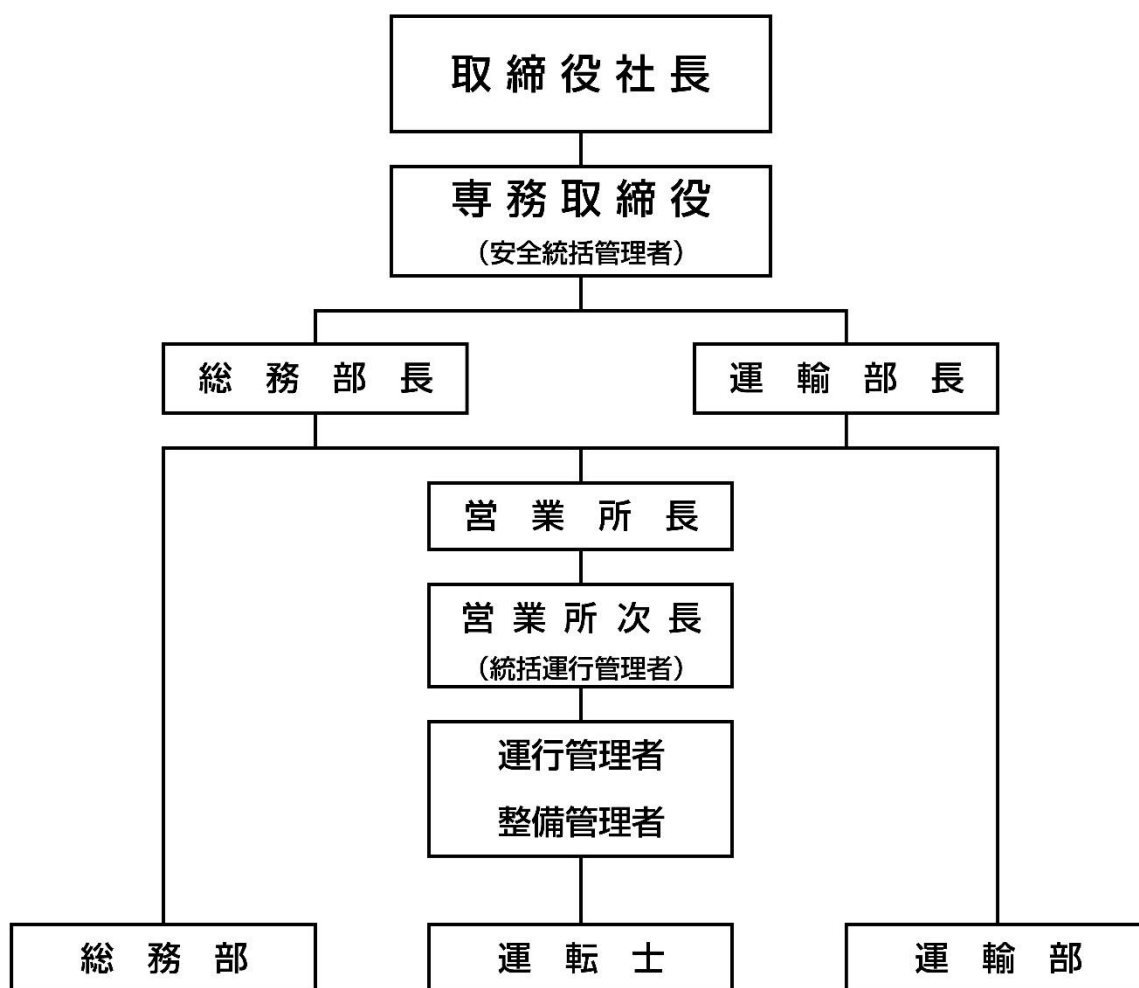 取締役社長
専務取締役
（安全統括管理者）
総務部長
運輸部長
営業所長
営業所次長
（統括運行管理者）
運行管理者
整備管理者
総務部
運転士
運輸部